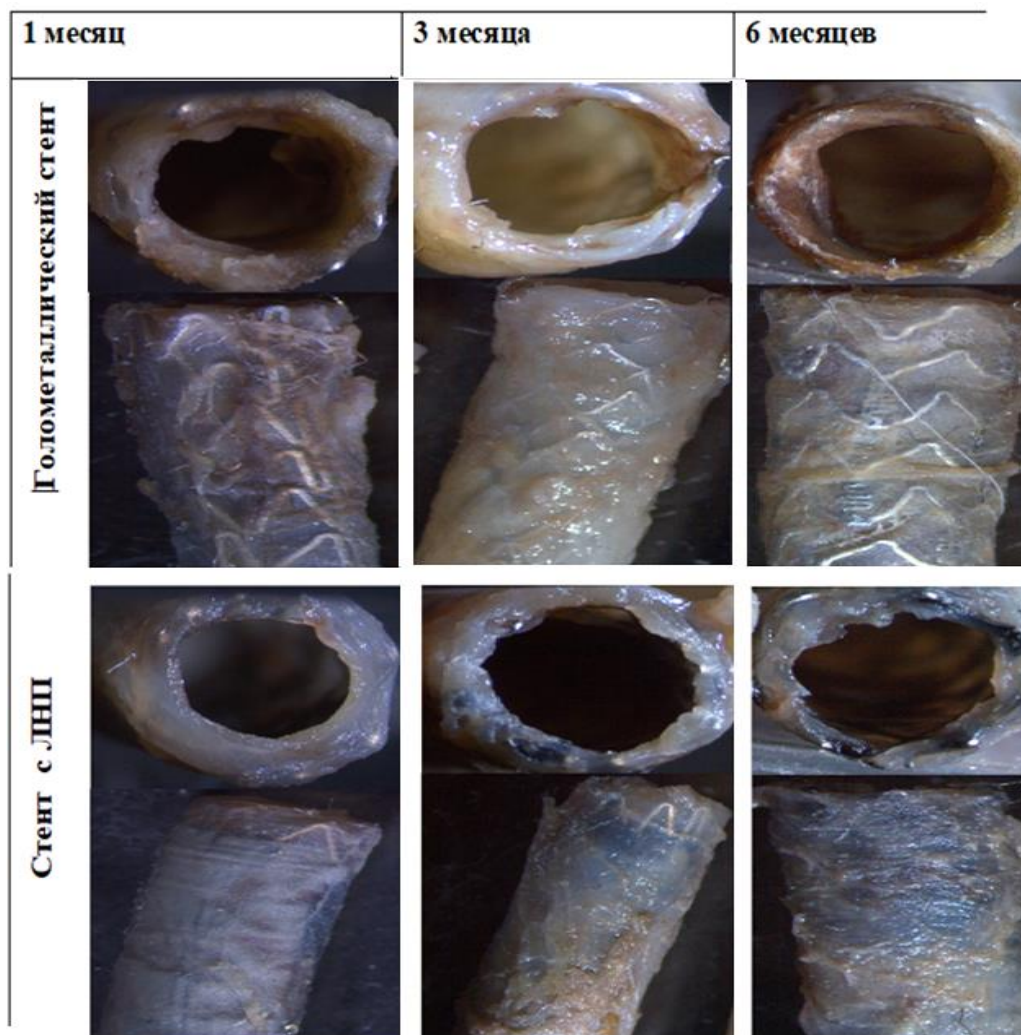 1 месяц
3 месяца
6 месяцев
Голометаллический стент
Стент с ЛНП